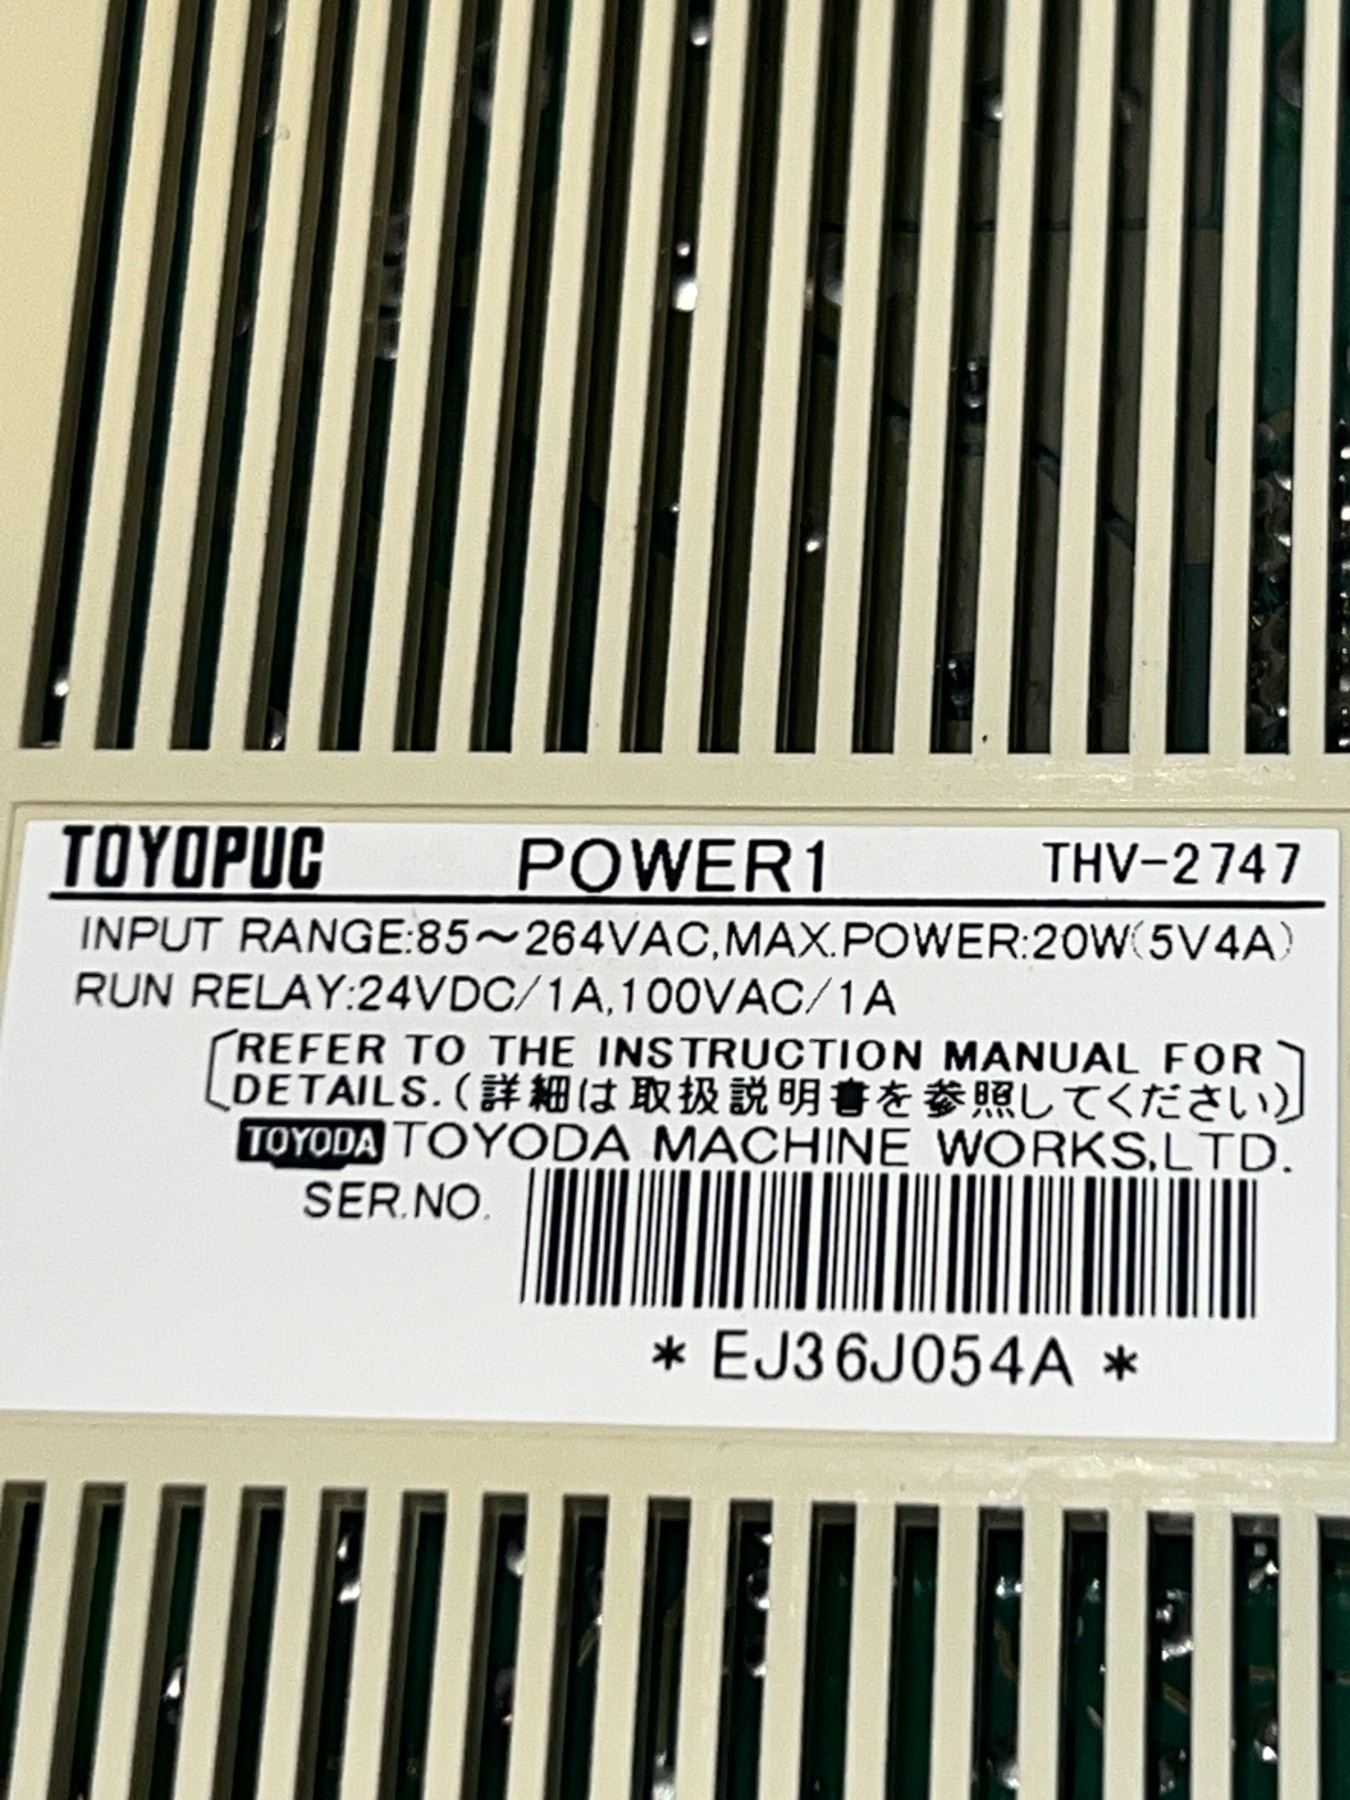 TOYOPUC POWER1 THV-2747
INPUT RANGE:85～264VAC,MAX.POWER:20W(5V4A)
RUN RELAY:24VDC/1A,100VAC/1A
[REFER TO THE INSTRUCTION MANUAL FOR
DETAILS.(詳細は取扱説明書を参照してください)]
TOYODA TOYODA MACHINE WORKS,LTD.
SER.NO.
* EJ36J054A *